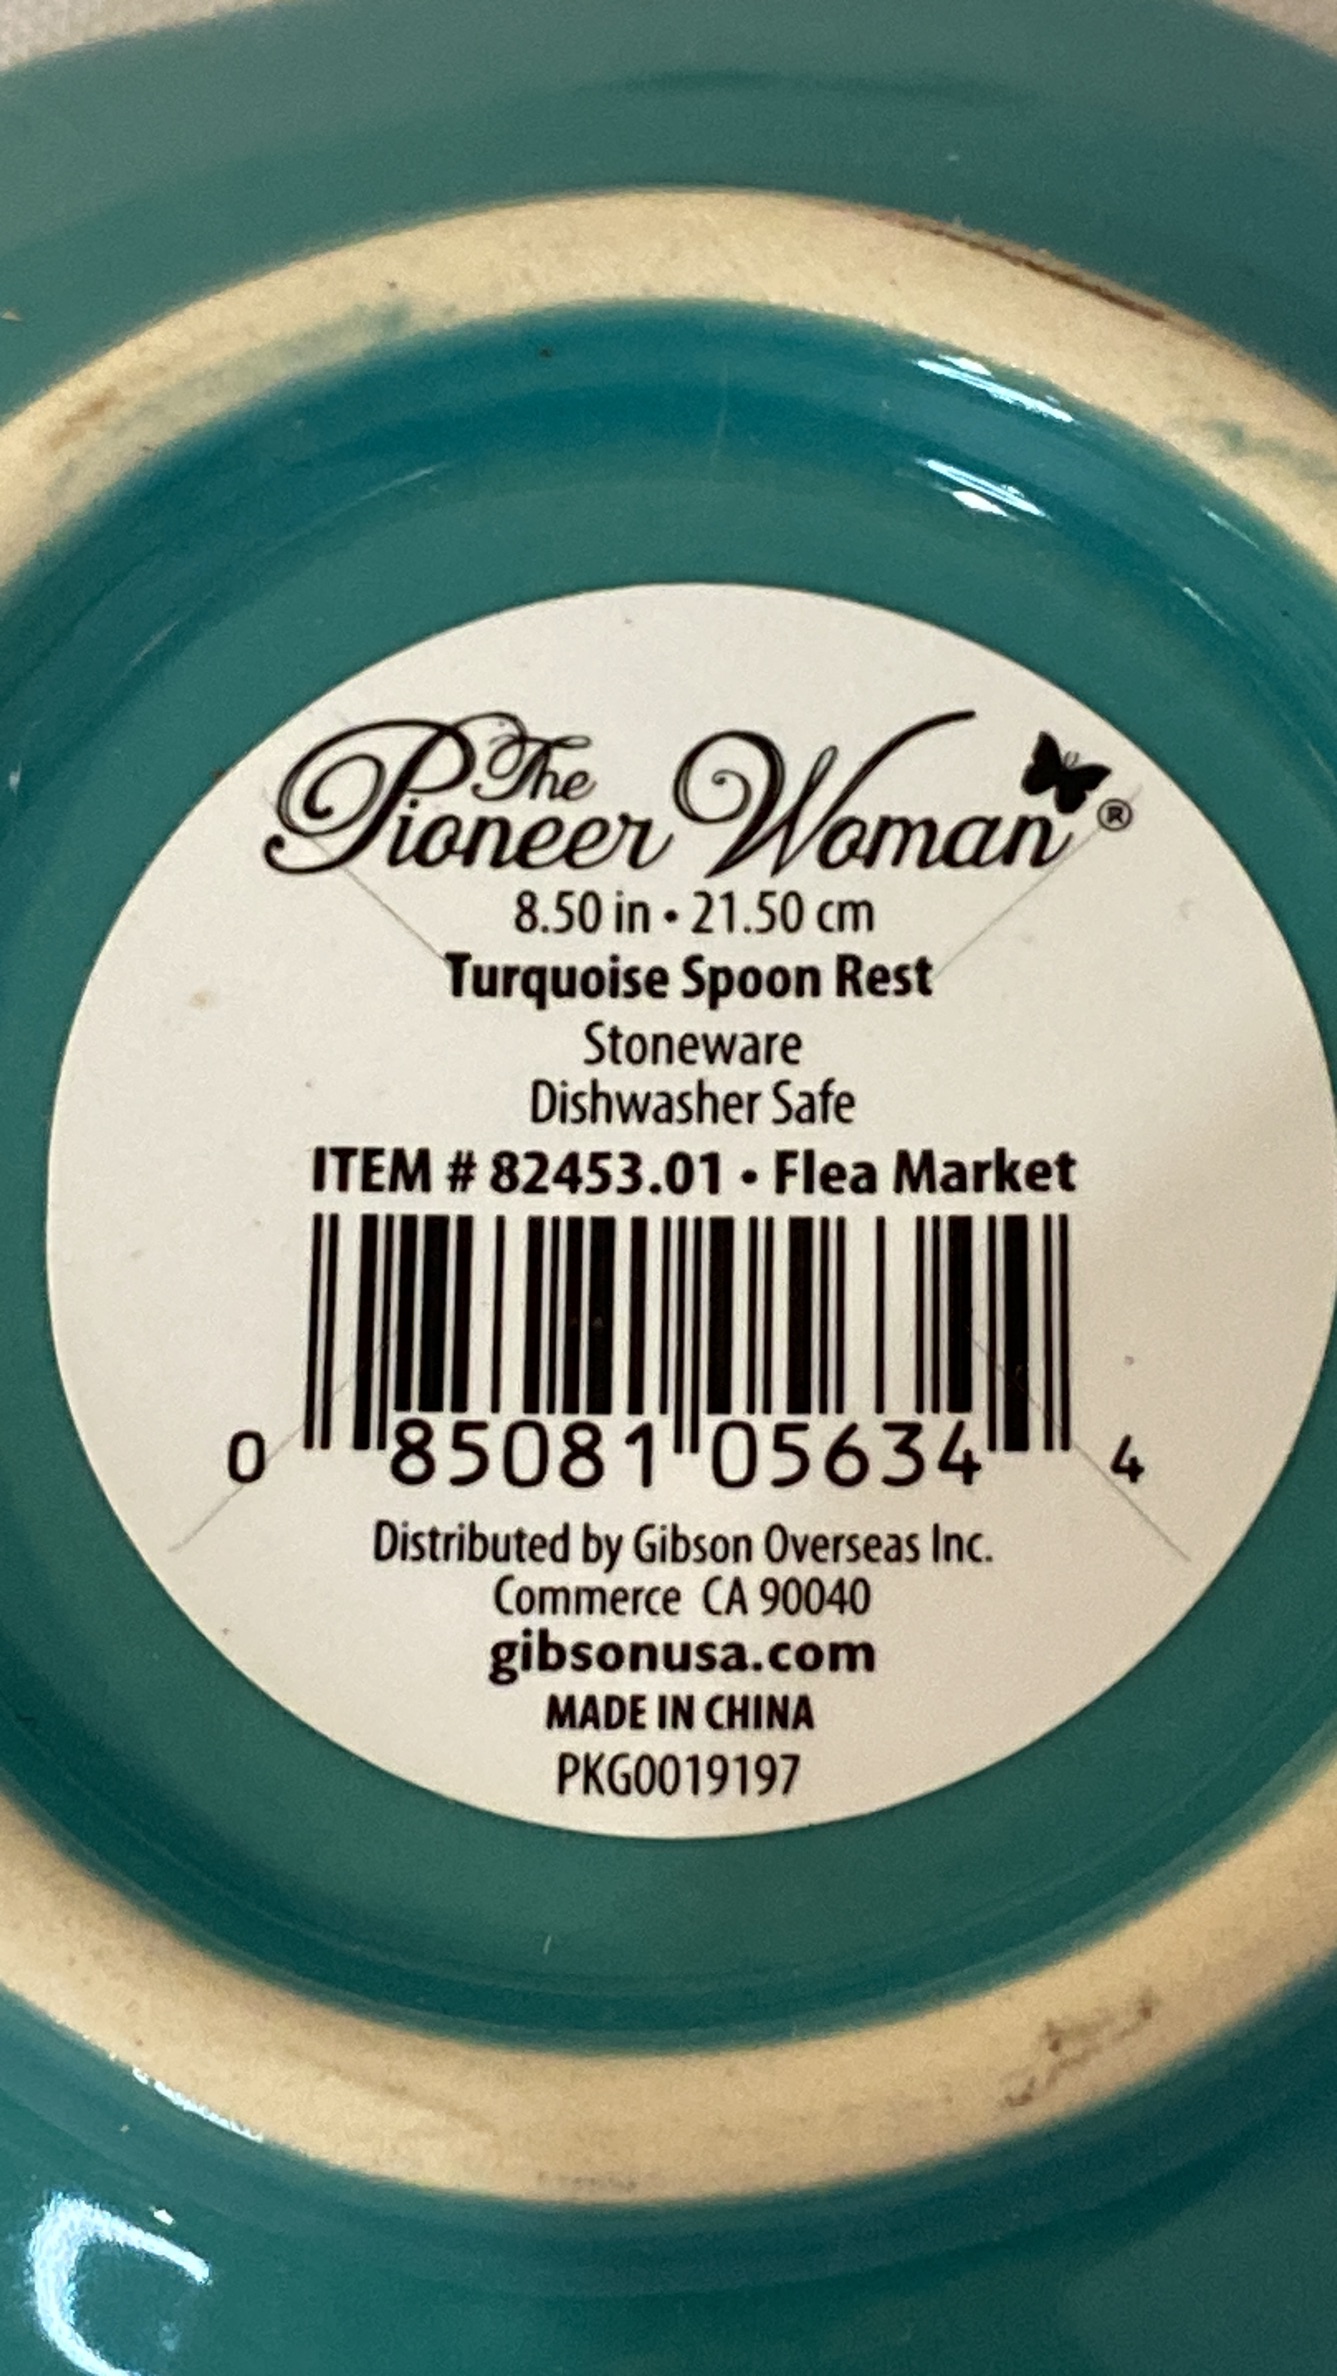 The
Pioneer Woman®
8.50 in • 21.50 cm
Turquoise Spoon Rest
Stoneware
Dishwasher Safe
ITEM # 82453.01 • Flea Market
0 85081 05634 4
Distributed by Gibson Overseas Inc.
Commerce CA 90040
gibsonusa.com
MADE IN CHINA
PKG0019197